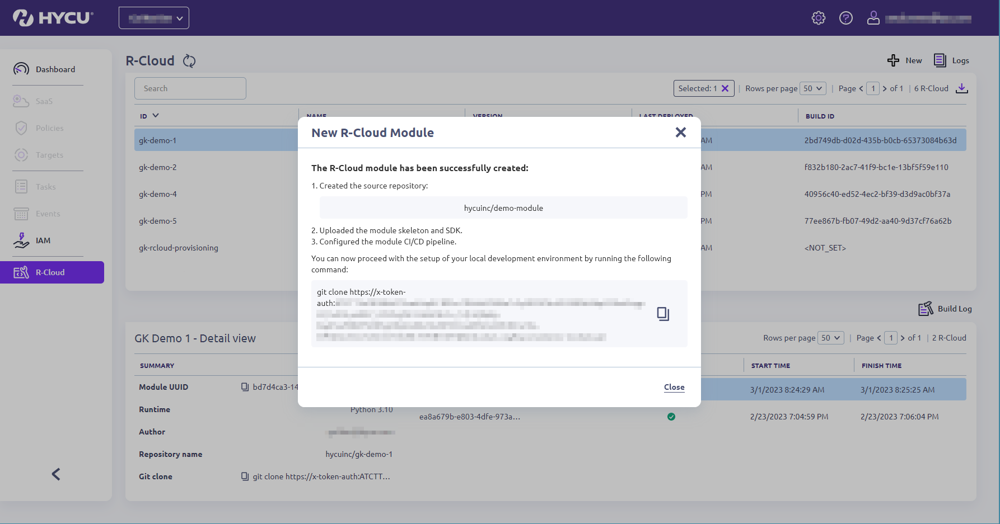 HYCU®
Dashboard
SaaS
Policies
Targets
Tasks
Events
IAM
R-Cloud
R-Cloud
New
Logs
Search
Selected: 1
Rows per page 50
Page 1 of 1
6 R-Cloud
ID NAME VERSION LAST DEPLOYED BUILD ID
gk-demo-1 AM 2bd749db-d02d-435b-b0cb-65373084b63d
gk-demo-2 AM f832b180-2ac7-41f9-bc1e-13bf5f59e110
gk-demo-4 PM 40956c40-ed52-4ec2-bf39-d3d9ac0bf37a
gk-demo-5 PM 77ee867b-fb07-49d2-aa40-9d37cf76a62b
gk-rcloud-provisioning AM <NOT_SET>
New R-Cloud Module
The R-Cloud module has been successfully created:
1. Created the source repository:
hycuinc/demo-module
2. Uploaded the module skeleton and SDK.
3. Configured the module CI/CD pipeline.
You can now proceed with the setup of your local development environment by running the following
command:
git clone https://x-token-
auth:
Close
Build Log
GK Demo 1 - Detail view
Rows per page 50
Page 1 of 1
2 R-Cloud
SUMMARY
START TIME FINISH TIME
Module UUID bd7d4ca3-14
3/1/2023 8:24:29 AM 3/1/2023 8:25:25 AM
Runtime Python 3.10
ea8a679b-e803-4dfe-973a... 2/23/2023 7:04:59 PM 2/23/2023 7:06:04 PM
Author
Repository name hycuinc/gk-demo-1
Git clone git clone https://x-token-auth:ATCTT...